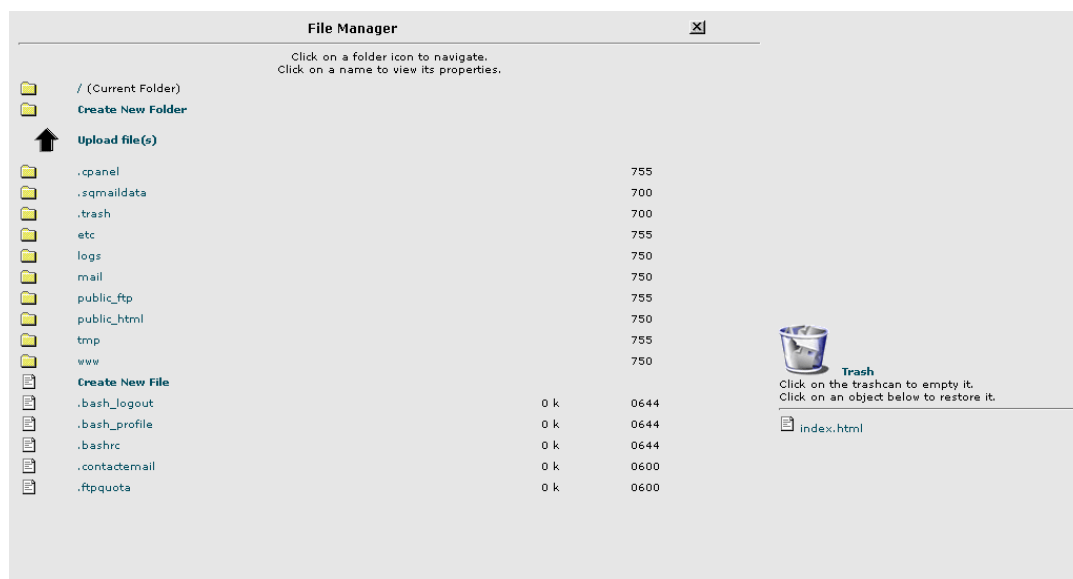 File Manager
Click on a folder icon to navigate.
Click on a name to view its properties.
/ (Current Folder)
Create New Folder
Upload file(s)
.cpanel 755
.sqmaildata 700
.trash 700
etc 755
logs 750
mail 750
public_ftp 755
public_html 750
tmp 755
www 750
Create New File
.bash_logout 0 k 0644
.bash_profile 0 k 0644
.bashrc 0 k 0644
.contactemail 0 k 0600
.ftpquota 0 k 0600
Trash
Click on the trashcan to empty it.
Click on an object below to restore it.
index.html